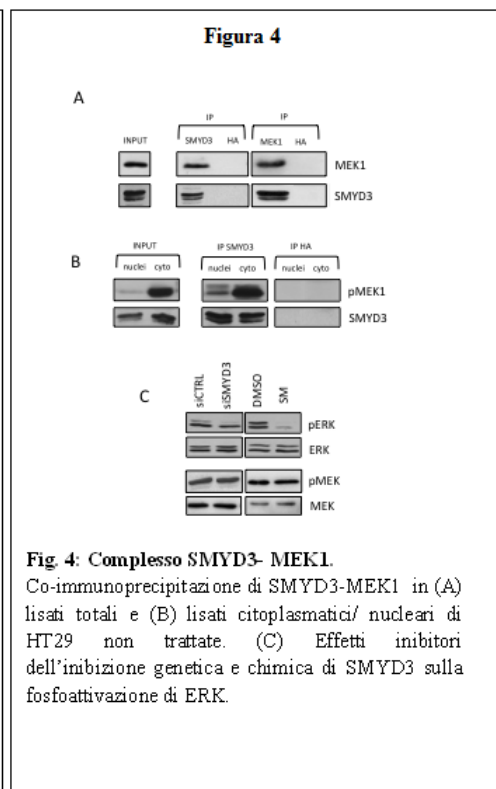 Figura 4
A
IP IP
INPUT SMYD3 HA MEK1 HA
MEK1
SMYD3
B
INPUT IP SMYD3 IP HA
nuclei cyto nuclei cyto nuclei cyto
pMEK1
SMYD3
C
siCTRL siSMYD3 DMSO SM
pERK
ERK
pMEK
MEK
Fig. 4: Complesso SMYD3- MEK1.
Co-immunoprecipitazione di SMYD3-MEK1 in (A)
lisati totali e (B) lisati citoplasmatici/ nucleari di
HT29 non trattate. (C) Effetti inibitori
dell'inibizione genetica e chimica di SMYD3 sulla
fosfoattivazione di ERK.